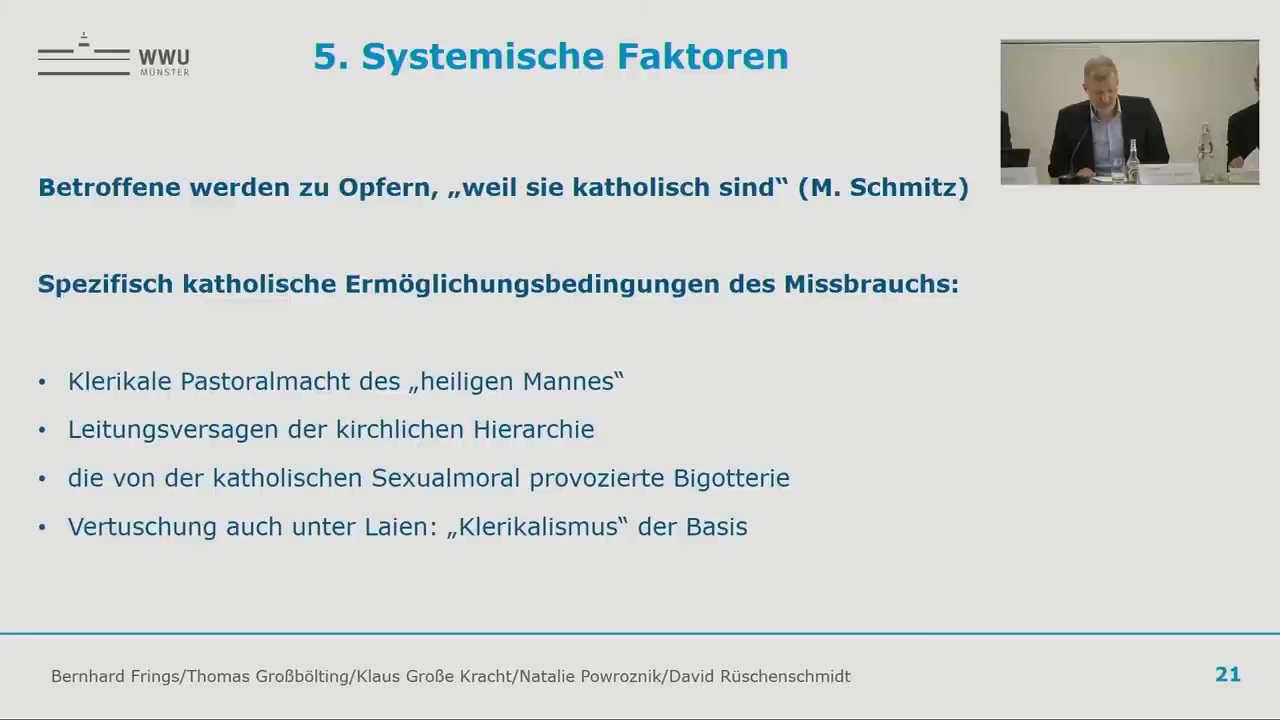 WWU
MÜNSTER
5. Systemische Faktoren
Betroffene werden zu Opfern, „weil sie katholisch sind“ (M. Schmitz)
Spezifisch katholische Ermöglichungsbedingungen des Missbrauchs:
• Klerikale Pastoralmacht des „heiligen Mannes“
• Leitungsversagen der kirchlichen Hierarchie
• die von der katholischen Sexualmoral provozierte Bigotterie
• Vertuschung auch unter Laien: „Klerikalismus“ der Basis
Bernhard Frings/Thomas Großbölting/Klaus Große Kracht/Natalie Powroznik/David Rüschenschmidt
21